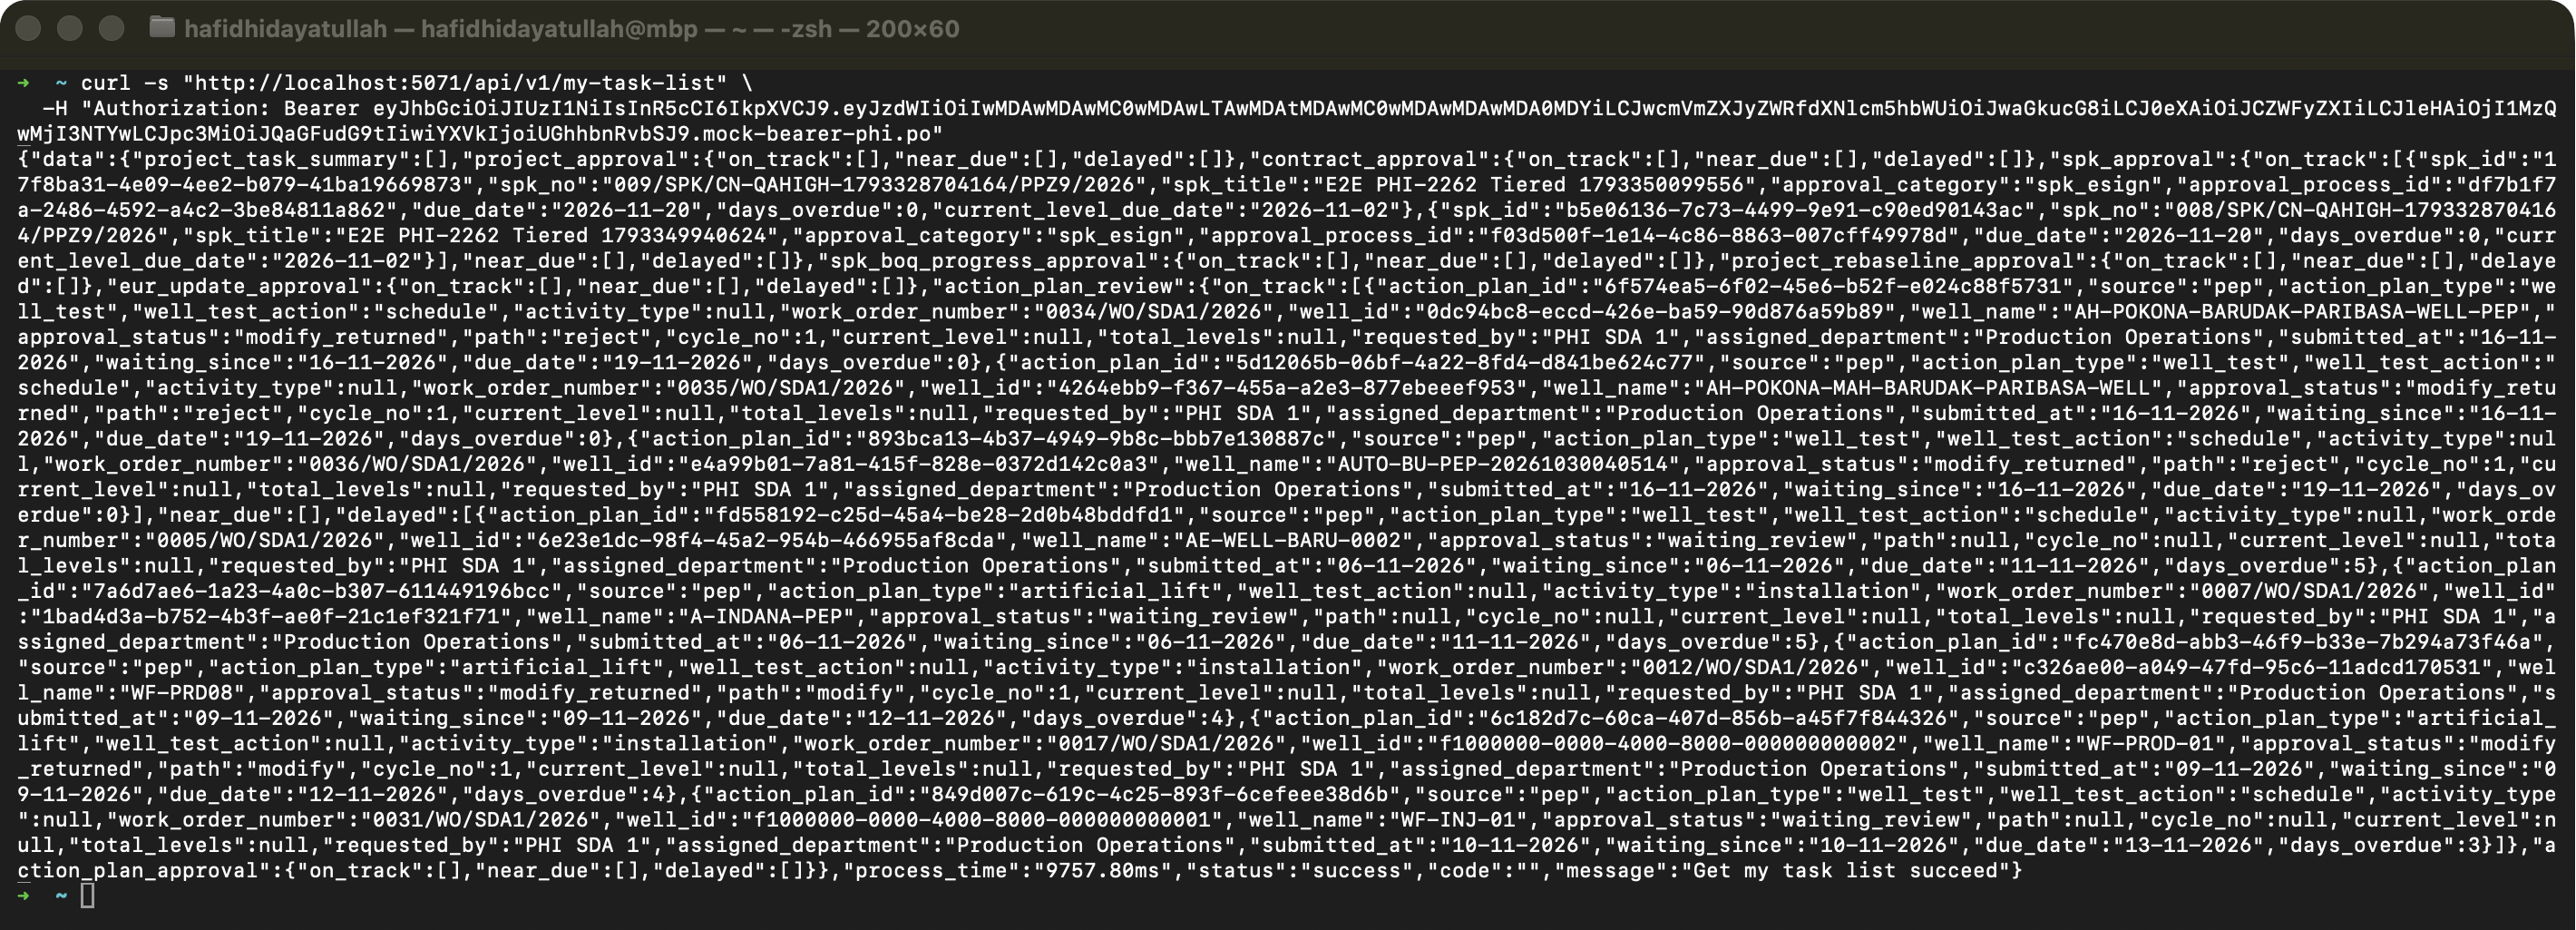 hafidhidayatullah — hafidhidayatullah@mbp — ~ — -zsh — 200×60
➜  ~ curl -s "http://localhost:5071/api/v1/my-task-list" \
  -H "Authorization: Bearer eyJhbGciOiJIUzI1NiIsInR5cCI6IkpXVCJ9.eyJzdWIiOiIwMDAwMDAwMC0wMDAwLTAwMDAtMDAwMC0wMDAwMDAwMDA0MDYiLCJwcmVmZXJyZWRfdXNlcm5hbWUiOiJwaGkucG8iLCJ0eXAiOiJCZWFyZXIiLCJleHAiOjI1MzQ
wMjI3NTYwLCJpc3MiOiJQaGFudG9tIiwiYXVkIjoiUGhhbnRvbSJ9.mock-bearer-phi.po"
{"data":{"project_task_summary":[],"project_approval":{"on_track":[],"near_due":[],"delayed":[]},"contract_approval":{"on_track":[],"near_due":[],"delayed":[]},"spk_approval":{"on_track":[{"spk_id":"1
7f8ba31-4e09-4ee2-b079-41ba19669873","spk_no":"009/SPK/CN-QAHIGH-1793328704164/PPZ9/2026","spk_title":"E2E PHI-2262 Tiered 1793350099556","approval_category":"spk_esign","approval_process_id":"df7b1f7
a-2486-4592-a4c2-3be84811a862","due_date":"2026-11-20","days_overdue":0,"current_level_due_date":"2026-11-02"},{"spk_id":"b5e06136-7c73-4499-9e91-c90ed90143ac","spk_no":"008/SPK/CN-QAHIGH-179332870416
4/PPZ9/2026","spk_title":"E2E PHI-2262 Tiered 1793349940624","approval_category":"spk_esign","approval_process_id":"f03d500f-1e14-4c86-8863-007cff49978d","due_date":"2026-11-20","days_overdue":0,"curr
ent_level_due_date":"2026-11-02"}],"near_due":[],"delayed":[]},"spk_boq_progress_approval":{"on_track":[],"near_due":[],"delayed":[]},"project_rebaseline_approval":{"on_track":[],"near_due":[],"delaye
d":[]},"eur_update_approval":{"on_track":[],"near_due":[],"delayed":[]},"action_plan_review":{"on_track":[{"action_plan_id":"6f574ea5-6f02-45e6-b52f-e024c88f5731","source":"pep","action_plan_type":"we
ll_test","well_test_action":"schedule","activity_type":null,"work_order_number":"0034/WO/SDA1/2026","well_id":"0dc94bc8-eccd-426e-ba59-90d876a59b89","well_name":"AH-POKONA-BARUDAK-PARIBASA-WELL-PEP","
approval_status":"modify_returned","path":"reject","cycle_no":1,"current_level":null,"total_levels":null,"requested_by":"PHI SDA 1","assigned_department":"Production Operations","submitted_at":"16-11-
2026","waiting_since":"16-11-2026","due_date":"19-11-2026","days_overdue":0},{"action_plan_id":"5d12065b-06bf-4a22-8fd4-d841be624c77","source":"pep","action_plan_type":"well_test","well_test_action":"
schedule","activity_type":null,"work_order_number":"0035/WO/SDA1/2026","well_id":"4264ebb9-f367-455a-a2e3-877ebeeef953","well_name":"AH-POKONA-MAH-BARUDAK-PARIBASA-WELL","approval_status":"modify_retu
rned","path":"reject","cycle_no":1,"current_level":null,"total_levels":null,"requested_by":"PHI SDA 1","assigned_department":"Production Operations","submitted_at":"16-11-2026","waiting_since":"16-11-
2026","due_date":"19-11-2026","days_overdue":0},{"action_plan_id":"893bca13-4b37-4949-9b8c-bbb7e130887c","source":"pep","action_plan_type":"well_test","well_test_action":"schedule","activity_type":nul
l,"work_order_number":"0036/WO/SDA1/2026","well_id":"e4a99b01-7a81-415f-828e-0372d142c0a3","well_name":"AUTO-BU-PEP-20261030040514","approval_status":"modify_returned","path":"reject","cycle_no":1,"cu
rrent_level":null,"total_levels":null,"requested_by":"PHI SDA 1","assigned_department":"Production Operations","submitted_at":"16-11-2026","waiting_since":"16-11-2026","due_date":"19-11-2026","days_ov
erdue":0}],"near_due":[],"delayed":[{"action_plan_id":"fd558192-c25d-45a4-be28-2d0b48bddfd1","source":"pep","action_plan_type":"well_test","well_test_action":"schedule","activity_type":null,"work_orde
r_number":"0005/WO/SDA1/2026","well_id":"6e23e1dc-98f4-45a2-954b-466955af8cda","well_name":"AE-WELL-BARU-0002","approval_status":"waiting_review","path":null,"cycle_no":null,"current_level":null,"tota
l_levels":null,"requested_by":"PHI SDA 1","assigned_department":"Production Operations","submitted_at":"06-11-2026","waiting_since":"06-11-2026","due_date":"11-11-2026","days_overdue":5},{"action_plan
_id":"7a6d7ae6-1a23-4a0c-b307-611449196bcc","source":"pep","action_plan_type":"artificial_lift","well_test_action":null,"activity_type":"installation","work_order_number":"0007/WO/SDA1/2026","well_id"
:"1bad4d3a-b752-4b3f-ae0f-21c1ef321f71","well_name":"A-INDANA-PEP","approval_status":"waiting_review","path":null,"cycle_no":null,"current_level":null,"total_levels":null,"requested_by":"PHI SDA 1","a
ssigned_department":"Production Operations","submitted_at":"06-11-2026","waiting_since":"06-11-2026","due_date":"11-11-2026","days_overdue":5},{"action_plan_id":"fc470e8d-abb3-46f9-b33e-7b294a73f46a",
"source":"pep","action_plan_type":"artificial_lift","well_test_action":null,"activity_type":"installation","work_order_number":"0012/WO/SDA1/2026","well_id":"c326ae00-a049-47fd-95c6-11adcd170531","wel
l_name":"WF-PRD08","approval_status":"modify_returned","path":"modify","cycle_no":1,"current_level":null,"total_levels":null,"requested_by":"PHI SDA 1","assigned_department":"Production Operations","s
ubmitted_at":"09-11-2026","waiting_since":"09-11-2026","due_date":"12-11-2026","days_overdue":4},{"action_plan_id":"6c182d7c-60ca-407d-856b-a45f7f844326","source":"pep","action_plan_type":"artificial_
lift","well_test_action":null,"activity_type":"installation","work_order_number":"0017/WO/SDA1/2026","well_id":"f1000000-0000-4000-8000-000000000002","well_name":"WF-PROD-01","approval_status":"modify
_returned","path":"modify","cycle_no":1,"current_level":null,"total_levels":null,"requested_by":"PHI SDA 1","assigned_department":"Production Operations","submitted_at":"09-11-2026","waiting_since":"0
9-11-2026","due_date":"12-11-2026","days_overdue":4},{"action_plan_id":"849d007c-619c-4c25-893f-6cefeee38d6b","source":"pep","action_plan_type":"well_test","well_test_action":"schedule","activity_type
":null,"work_order_number":"0031/WO/SDA1/2026","well_id":"f1000000-0000-4000-8000-000000000001","well_name":"WF-INJ-01","approval_status":"waiting_review","path":null,"cycle_no":null,"current_level":n
ull,"total_levels":null,"requested_by":"PHI SDA 1","assigned_department":"Production Operations","submitted_at":"10-11-2026","waiting_since":"10-11-2026","due_date":"13-11-2026","days_overdue":3}]},"a
ction_plan_approval":{"on_track":[],"near_due":[],"delayed":[]}},"process_time":"9757.80ms","status":"success","code":"","message":"Get my task list succeed"}
➜  ~